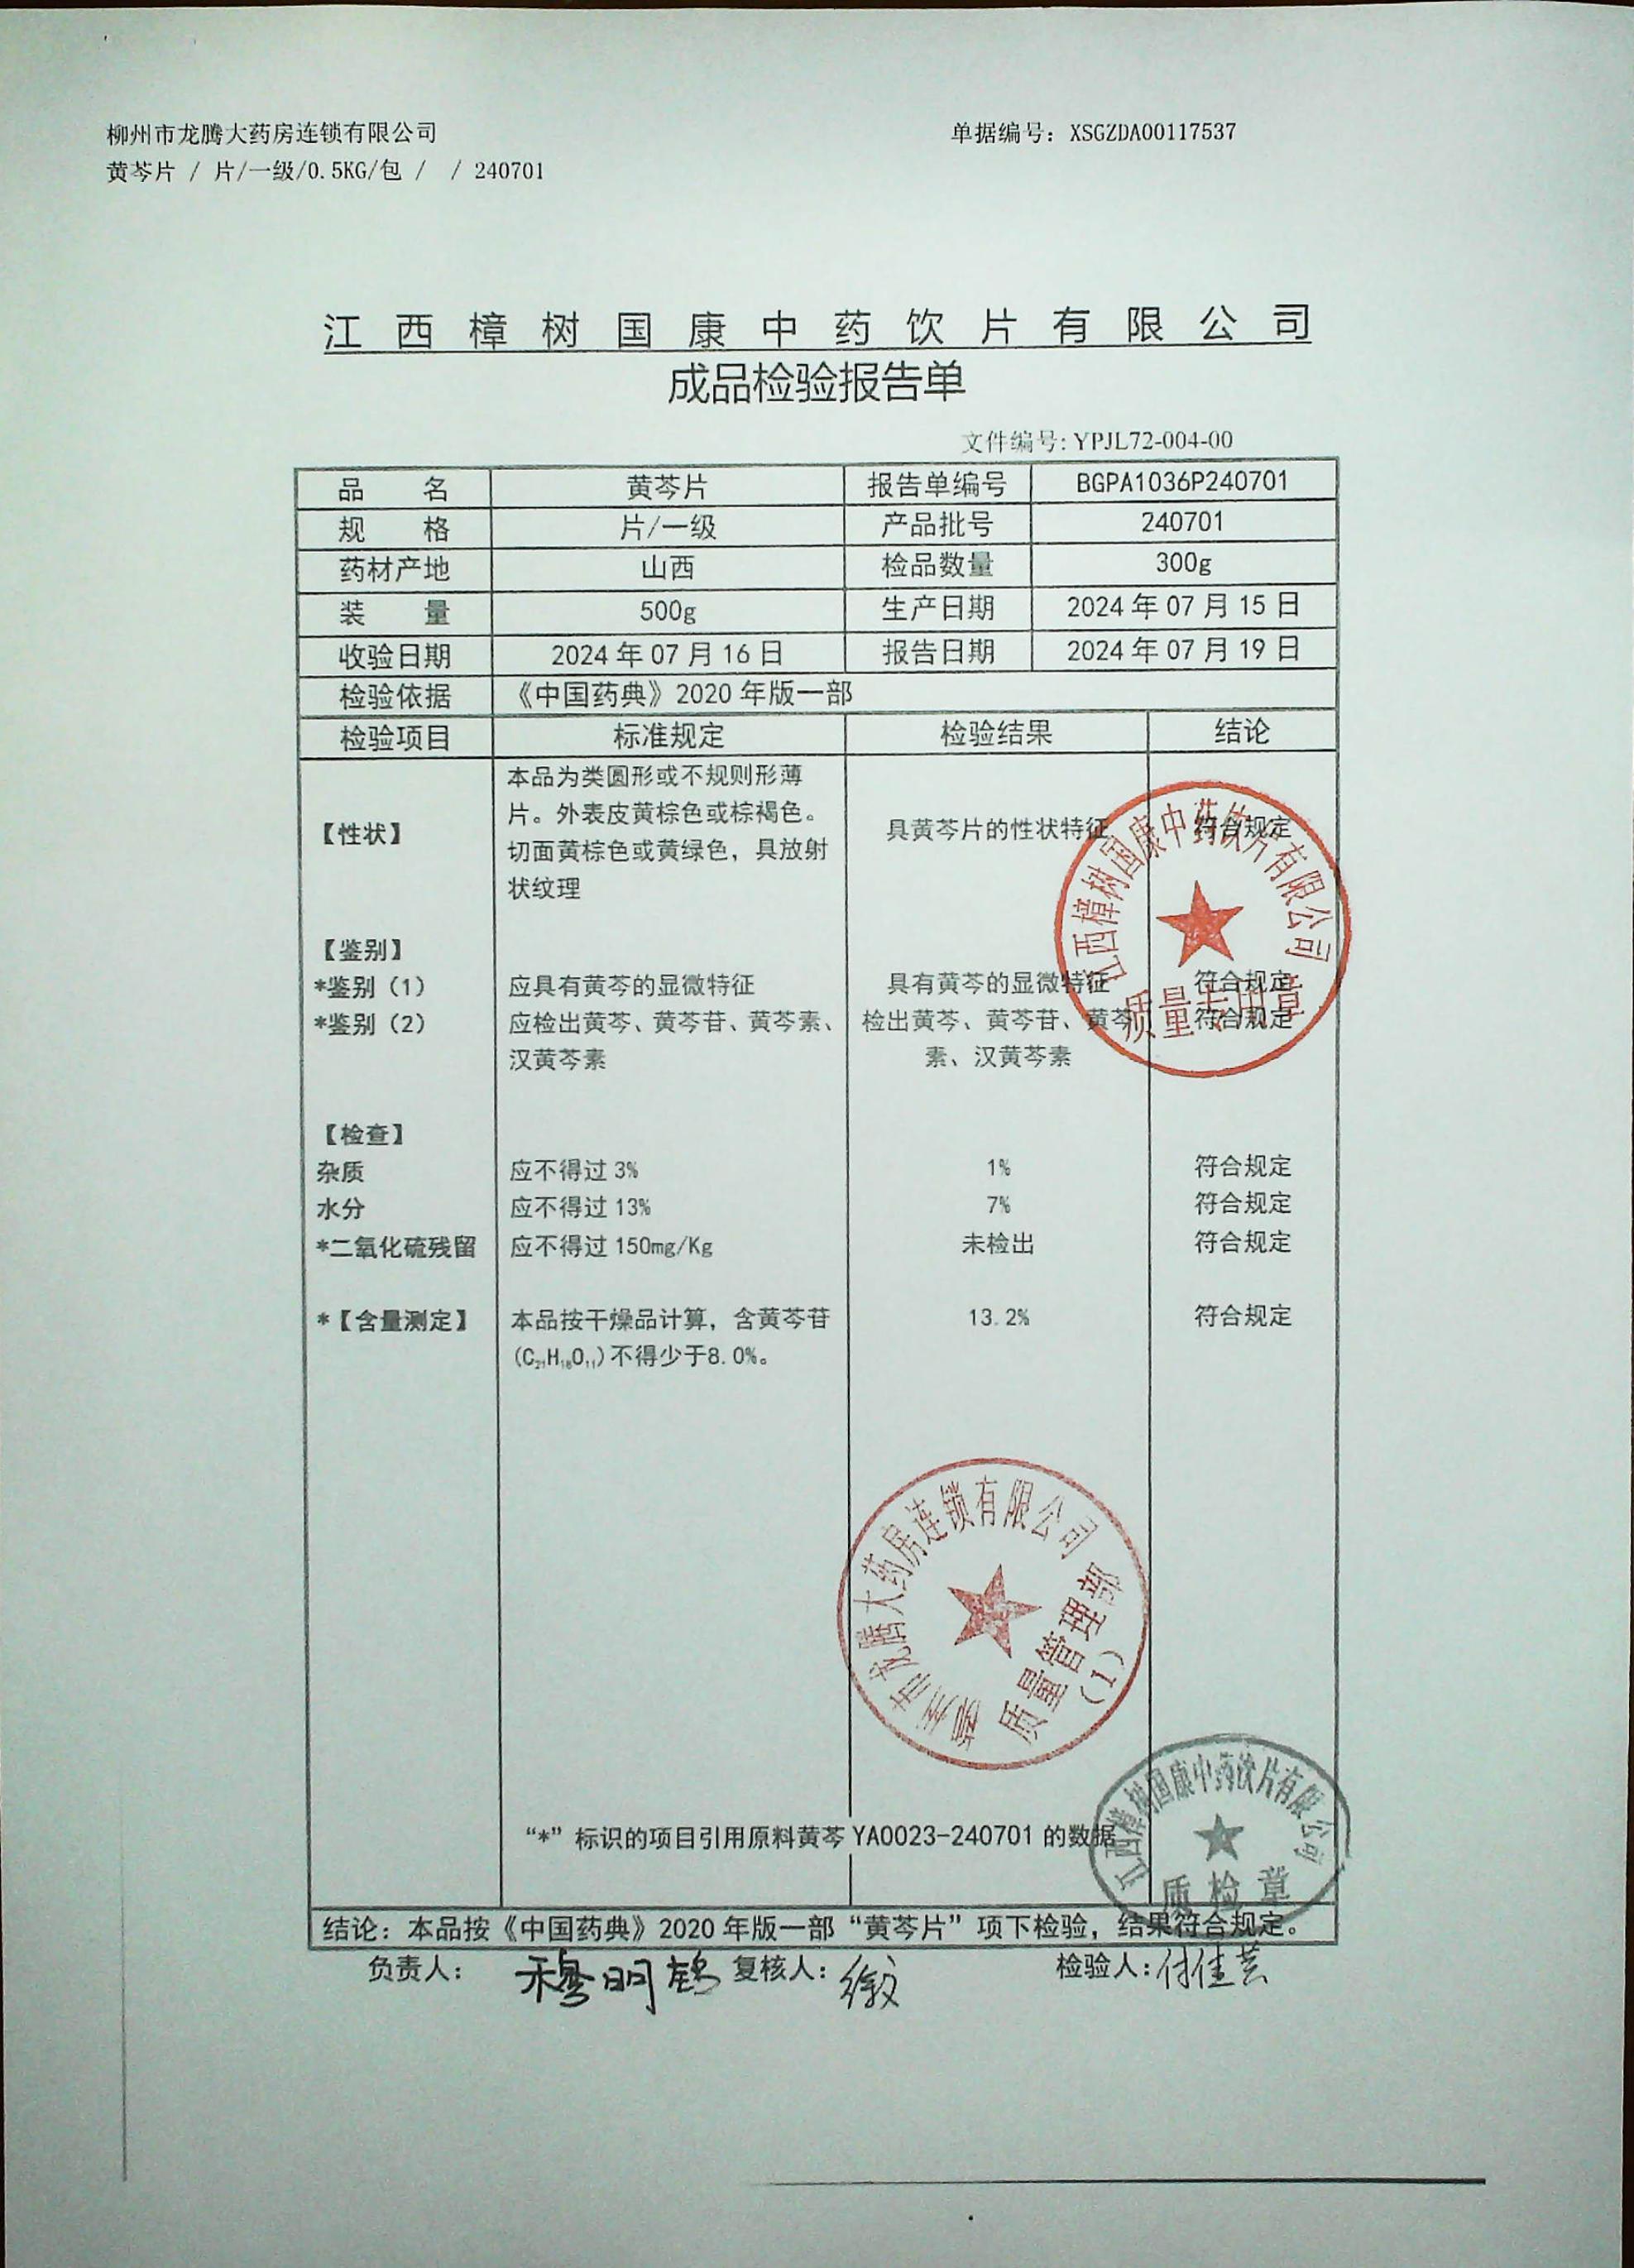 柳州市龙腾大药房连锁有限公司 单据编号：XSGZDA00117537
黄芩片 / 片/一级/0.5KG/包 / / 240701
江西樟树国康中药饮片有限公司
成品检验报告单
文件编号: YPJL72-004-00
品名 黄芩片 报告单编号 BGPA1036P240701
规格 片/一级 产品批号 240701
药材产地 山西 检品数量 300g
装量 500g 生产日期 2024年07月15日
收验日期 2024年07月16日 报告日期 2024年07月19日
检验依据 《中国药典》2020年版一部
检验项目 标准规定 检验结果 结论
本品为类圆形或不规则形薄
片。外表皮黄棕色或棕褐色。
【性状】 具黄芩片的性状特征 符合规定
切面黄棕色或黄绿色，具放射
状纹理
【鉴别】
*鉴别（1） 应具有黄芩的显微特征 具有黄芩的显微特征 符合规定
*鉴别（2） 应检出黄芩、黄芩苷、黄芩素、 检出黄芩、黄芩苷、黄芩 符合规定
汉黄芩素 素、汉黄芩素
【检查】
杂质 应不得过3% 1% 符合规定
水分 应不得过13% 7% 符合规定
*二氧化硫残留 应不得过150mg/Kg 未检出 符合规定
*【含量测定】 本品按干燥品计算，含黄芩苷 13.2% 符合规定
(C₂₁H₁₈O₁₁)不得少于8.0%。
江西樟树国康中药饮片有限公司
质量专用章
柳州市龙腾大药房连锁有限公司
质量管理部
（1）
“*”标识的项目引用原料黄芩YA0023-240701的数据
江西樟树国康中药饮片有限公司
质检章
结论：本品按《中国药典》2020年版一部“黄芩片”项下检验，结果符合规定。
负责人： 复核人： 检验人：付佳芸